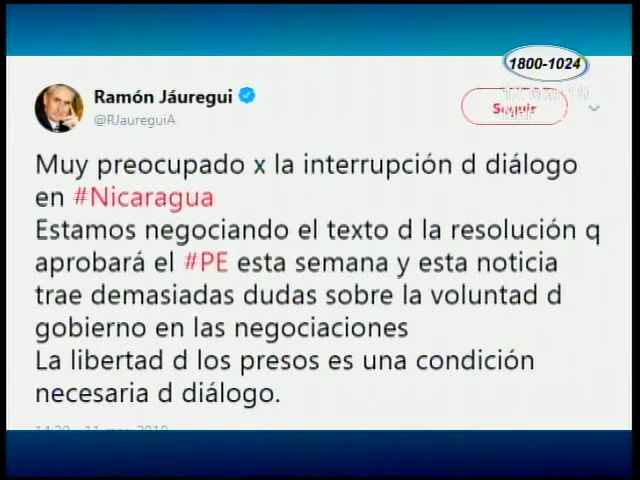 1800-1024
Ramón Jáuregui
@RJaureguiA
Seguir
Muy preocupado x la interrupción d diálogo
en #Nicaragua
Estamos negociando el texto d la resolución q
aprobará el #PE esta semana y esta noticia
trae demasiadas dudas sobre la voluntad d
gobierno en las negociaciones
La libertad d los presos es una condición
necesaria d diálogo.